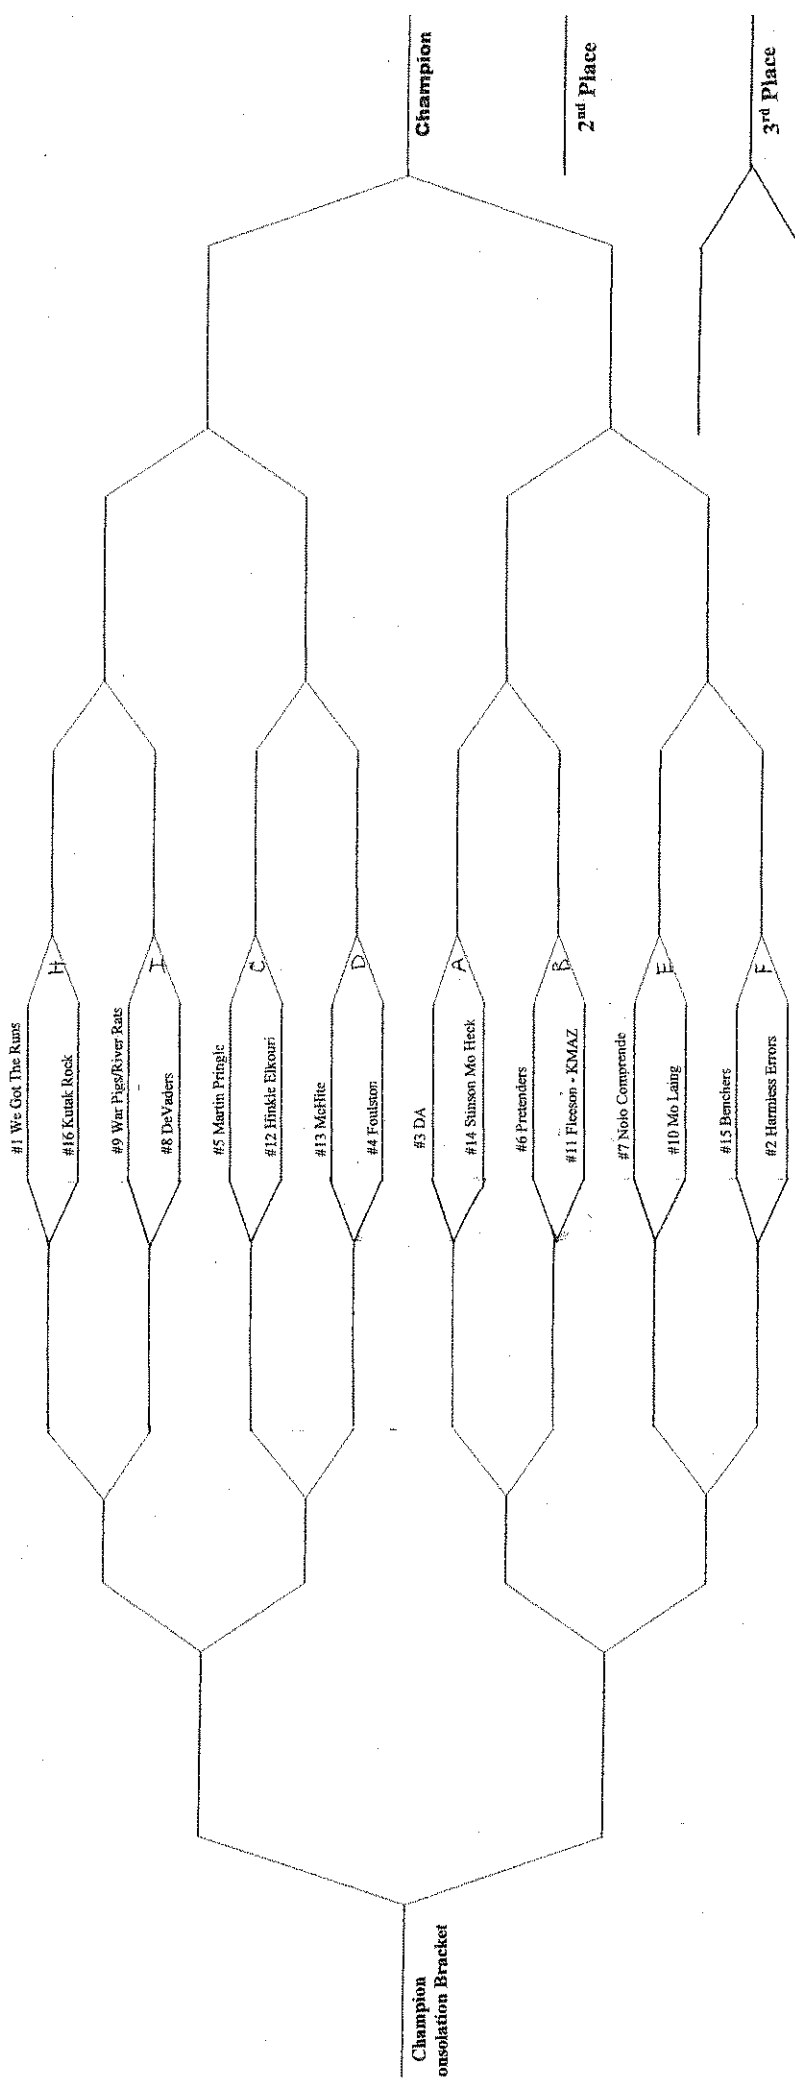 #1 We Got The Runs
H
#16 Kutak Rock
#9 War Pigs/River Rats
I
#8 DeVaders
#5 Martin Pringle
C
#12 Hinkle Elkouri
#13 McHite
D
#4 Foulston
#3 DA
A
#14 Stinson Mo Heck
#6 Pretenders
B
#11 Fleeson - KMAZ
#7 Nolo Comprende
E
#10 Mo Laing
#15 Benchers
F
#2 Harmless Errors
Champion
2nd Place
3rd Place
Champion
onsolation Bracket